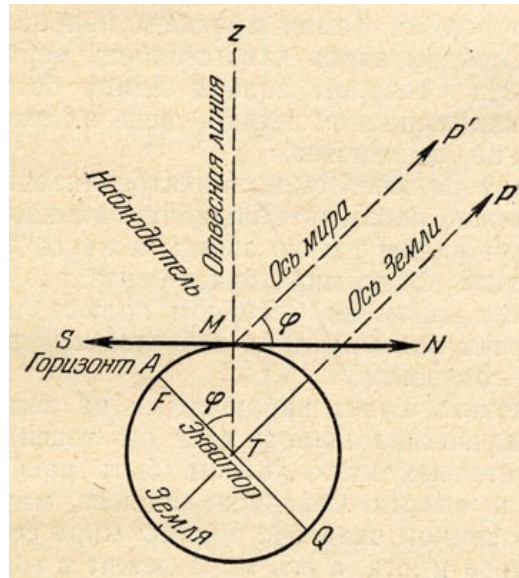 Z
P'
P
Наблюдатель
Отвесная линия
Ось мира
Ось Земли
S
M
φ
N
Горизонт
A
F
φ
T
Экватор
Земля
Q